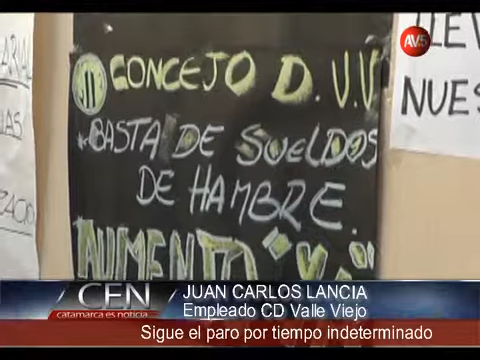 AV5
CONCEJO D. V.V
BASTA DE SUELDOS
DE HAMBRE.
AUMENTO "YA"
NUES
CEN
catamarca es noticia
JUAN CARLOS LANCIA
Empleado CD Valle Viejo
Sigue el paro por tiempo indeterminado